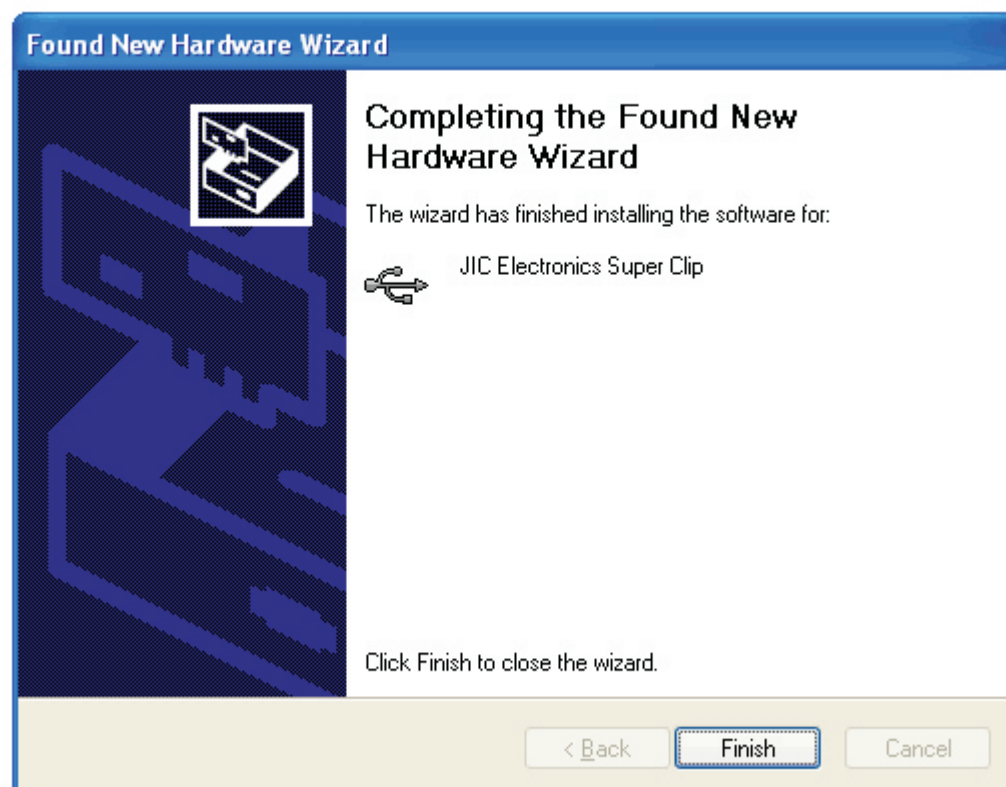 Found New Hardware Wizard
Completing the Found New
Hardware Wizard
The wizard has finished installing the software for:
JIC Electronics Super Clip
Click Finish to close the wizard.
< Back
Finish
Cancel